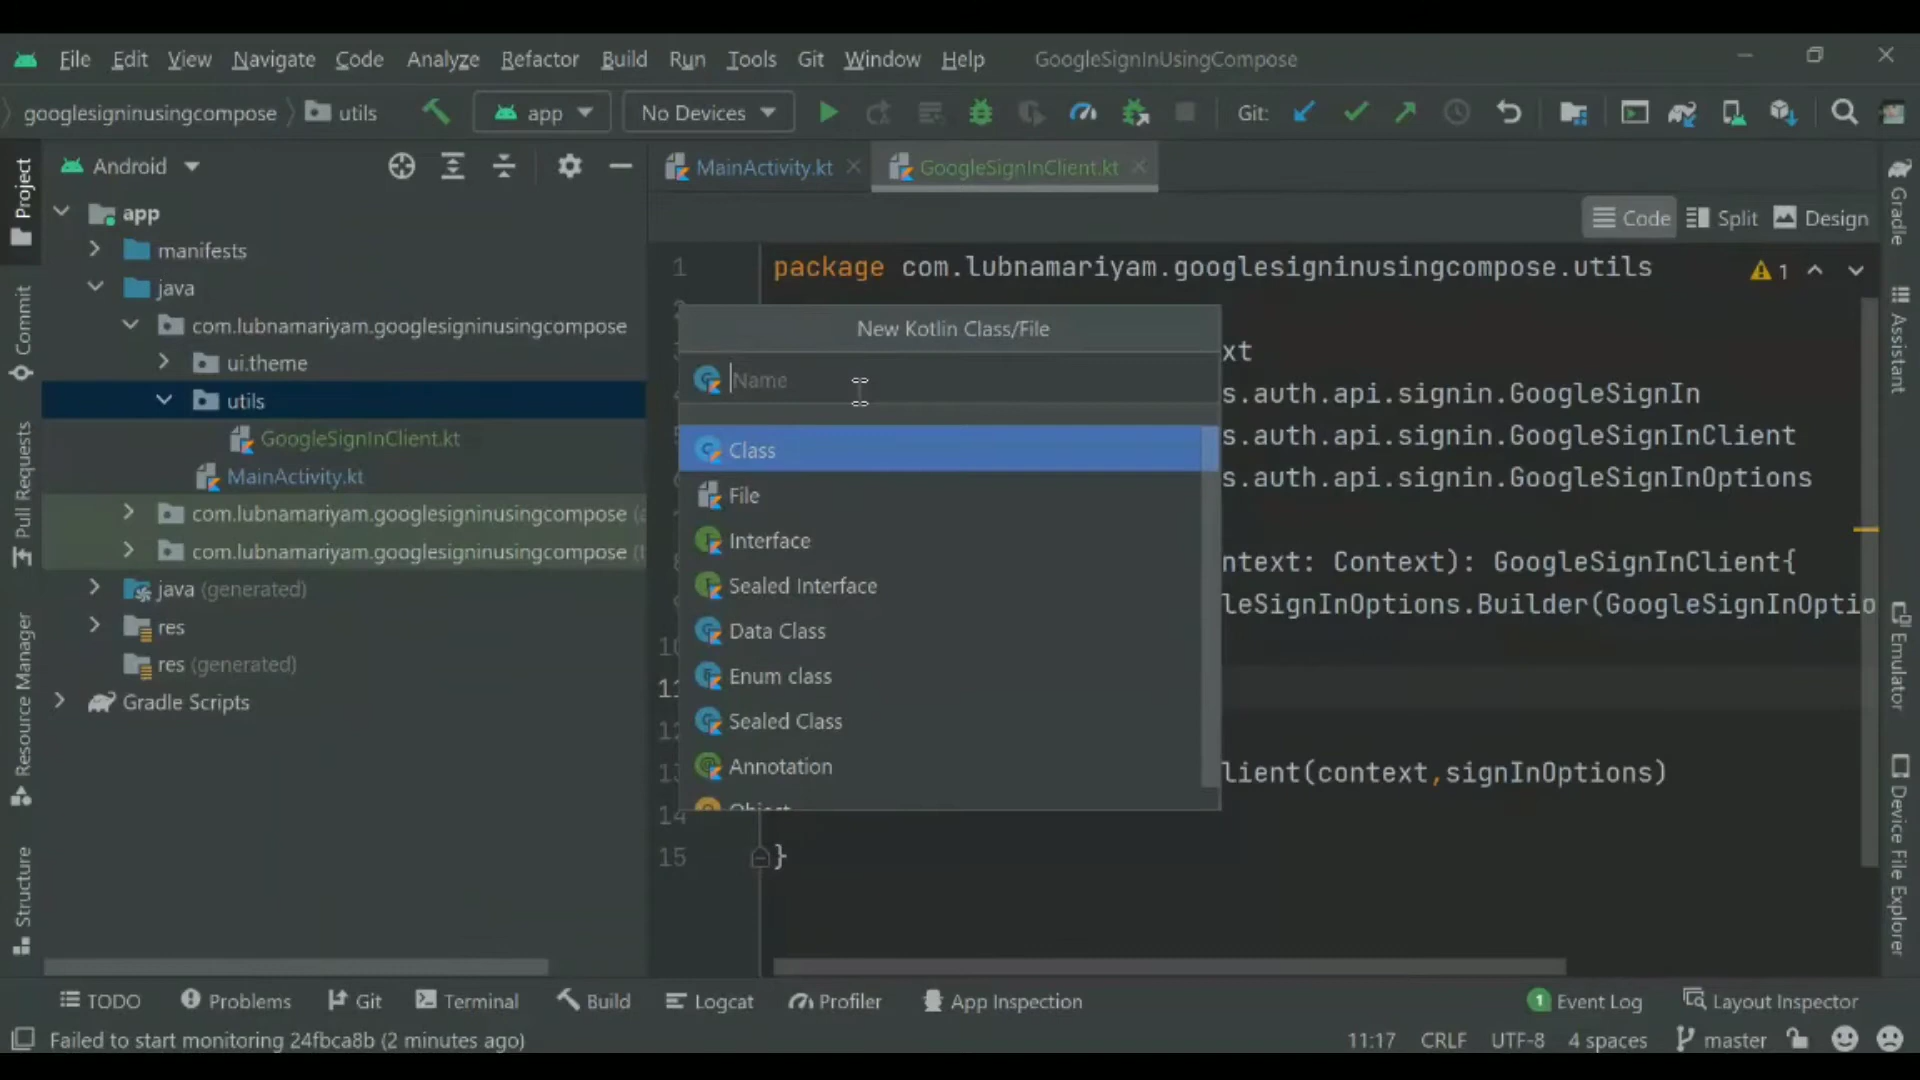 File Edit View Navigate Code Analyze Refactor Build Run Tools Git Window Help GoogleSignInUsingCompose
googlesigninusingcompose utils app No Devices Git:
Project
Commit
Pull Requests
Resource Manager
Structure
Android
app
manifests
java
com.lubnamariyam.googlesigninusingcompose
ui.theme
utils
GoogleSignInClient.kt
MainActivity.kt
com.lubnamariyam.googlesigninusingcompose
com.lubnamariyam.googlesigninusingcompose
java (generated)
res
res (generated)
Gradle Scripts
MainActivity.kt GoogleSignInClient.kt
Code Split Design
1 package com.lubnamariyam.googlesigninusingcompose.utils 1
New Kotlin Class/File
Name
Class
File
Interface
Sealed Interface
Data Class
Enum class
Sealed Class
Annotation
Object
xt
s.auth.api.signin.GoogleSignIn
s.auth.api.signin.GoogleSignInClient
s.auth.api.signin.GoogleSignInOptions
ntext: Context): GoogleSignInClient{
leSignInOptions.Builder(GoogleSignInOptio
lient(context,signInOptions)
14
15 }
Gradle
Assistant
Emulator
Device File Explorer
TODO Problems Git Terminal Build Logcat Profiler App Inspection 1 Event Log Layout Inspector
Failed to start monitoring 24fbca8b (2 minutes ago) 11:17 CRLF UTF-8 4 spaces master